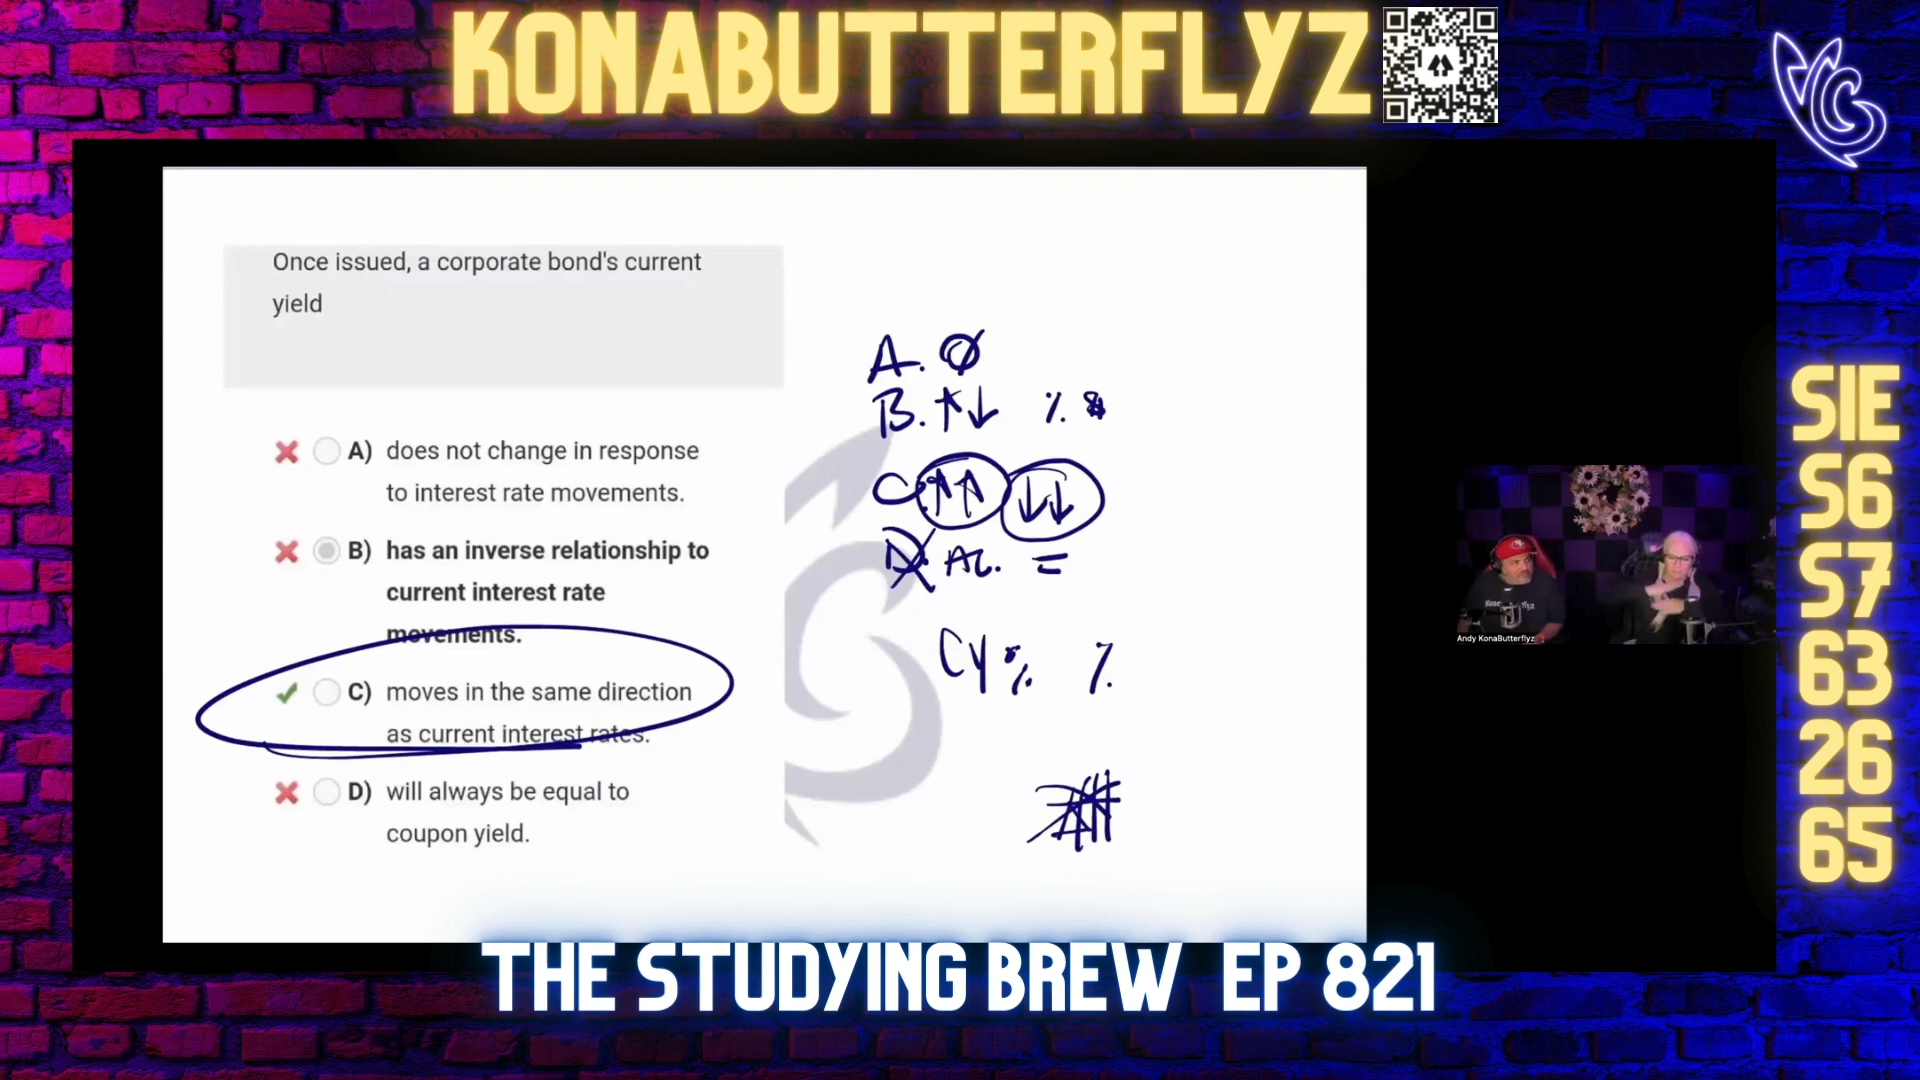 KONABUTTERFLYZ
Once issued, a corporate bond's current
yield
A) does not change in response
to interest rate movements.
B) has an inverse relationship to
current interest rate
movements.
C) moves in the same direction
as current interest rates.
D) will always be equal to
coupon yield.
A. Ø
B. ↑↓ %
C ↑↑ ↓↓
D =
CY % %
Andy KonaButterflyz
SIE
S6
S7
63
26
65
THE STUDYING BREW EP 821